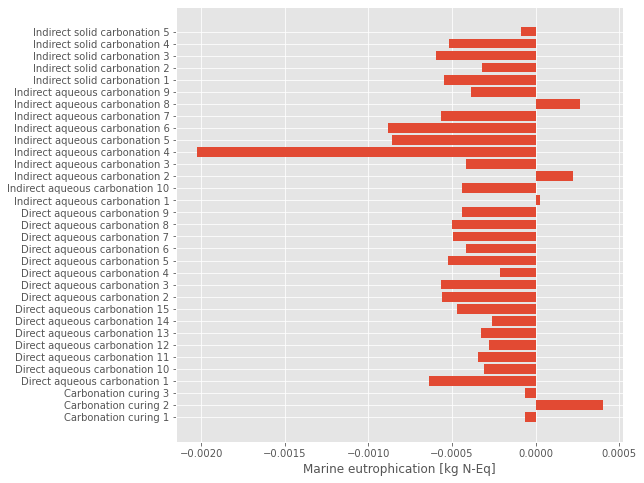 Indirect solid carbonation 5
Indirect solid carbonation 4
Indirect solid carbonation 3
Indirect solid carbonation 2
Indirect solid carbonation 1
Indirect aqueous carbonation 9
Indirect aqueous carbonation 8
Indirect aqueous carbonation 7
Indirect aqueous carbonation 6
Indirect aqueous carbonation 5
Indirect aqueous carbonation 4
Indirect aqueous carbonation 3
Indirect aqueous carbonation 2
Indirect aqueous carbonation 10
Indirect aqueous carbonation 1
Direct aqueous carbonation 9
Direct aqueous carbonation 8
Direct aqueous carbonation 7
Direct aqueous carbonation 6
Direct aqueous carbonation 5
Direct aqueous carbonation 4
Direct aqueous carbonation 3
Direct aqueous carbonation 2
Direct aqueous carbonation 15
Direct aqueous carbonation 14
Direct aqueous carbonation 13
Direct aqueous carbonation 12
Direct aqueous carbonation 11
Direct aqueous carbonation 10
Direct aqueous carbonation 1
Carbonation curing 3
Carbonation curing 2
Carbonation curing 1
−0.0020 −0.0015 −0.0010 −0.0005 0.0000 0.0005
Marine eutrophication [kg N-Eq]